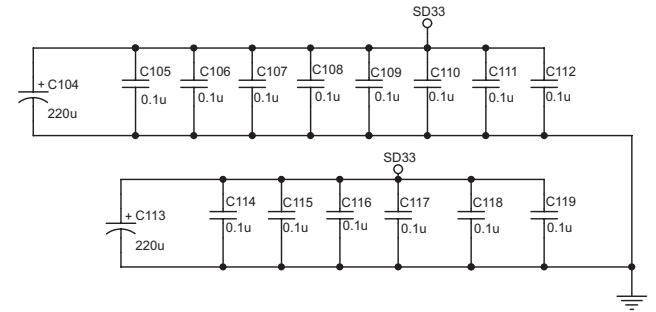 SD33
+ C104
220u
C105
0.1u
C106
0.1u
C107
0.1u
C108
0.1u
C109
0.1u
C110
0.1u
C111
0.1u
C112
0.1u
SD33
+ C113
220u
C114
0.1u
C115
0.1u
C116
0.1u
C117
0.1u
C118
0.1u
C119
0.1u